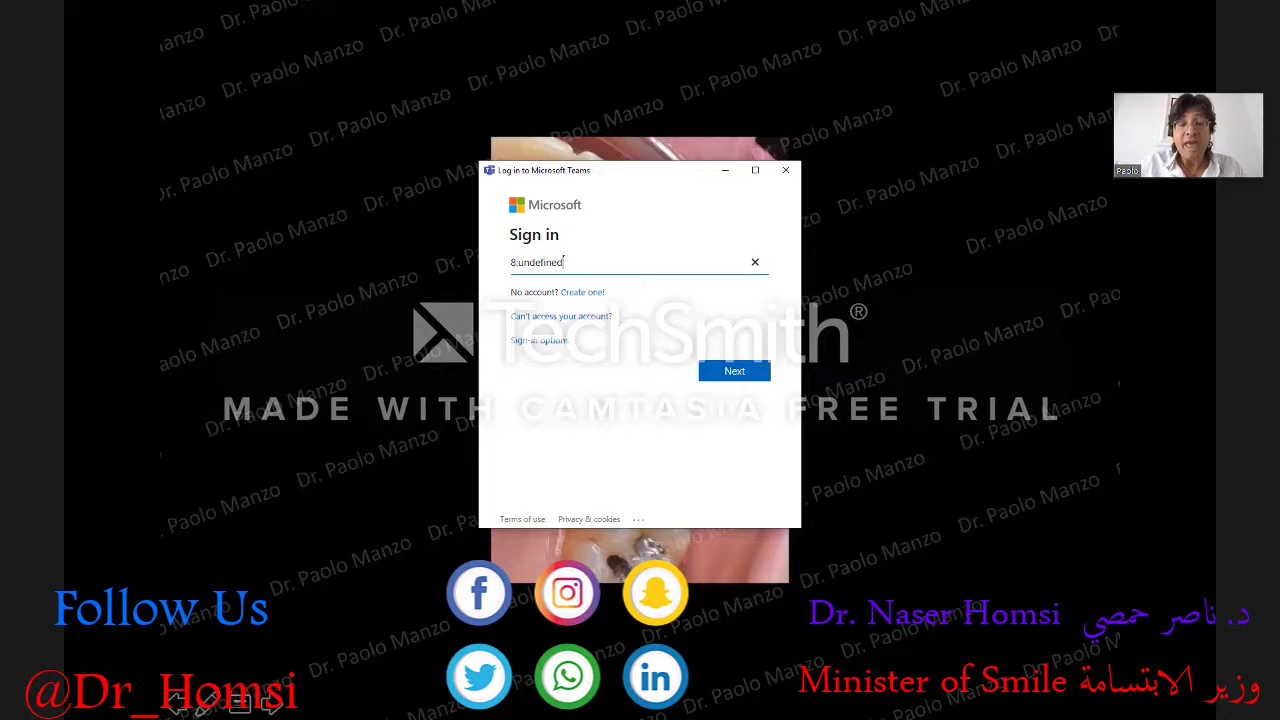 Dr. Paolo Manzo
Paolo
Log in to Microsoft Teams
Microsoft
Sign in
8:undefined
No account? Create one!
Can't access your account?
Sign-in options
Next
TechSmith®
MADE WITH CAMTASIA FREE TRIAL
Terms of use Privacy & cookies ...
Follow Us
@Dr_Homsi
Dr. Naser Homsi د. ناصر حمصي
Minister of Smile وزير الابتسامة